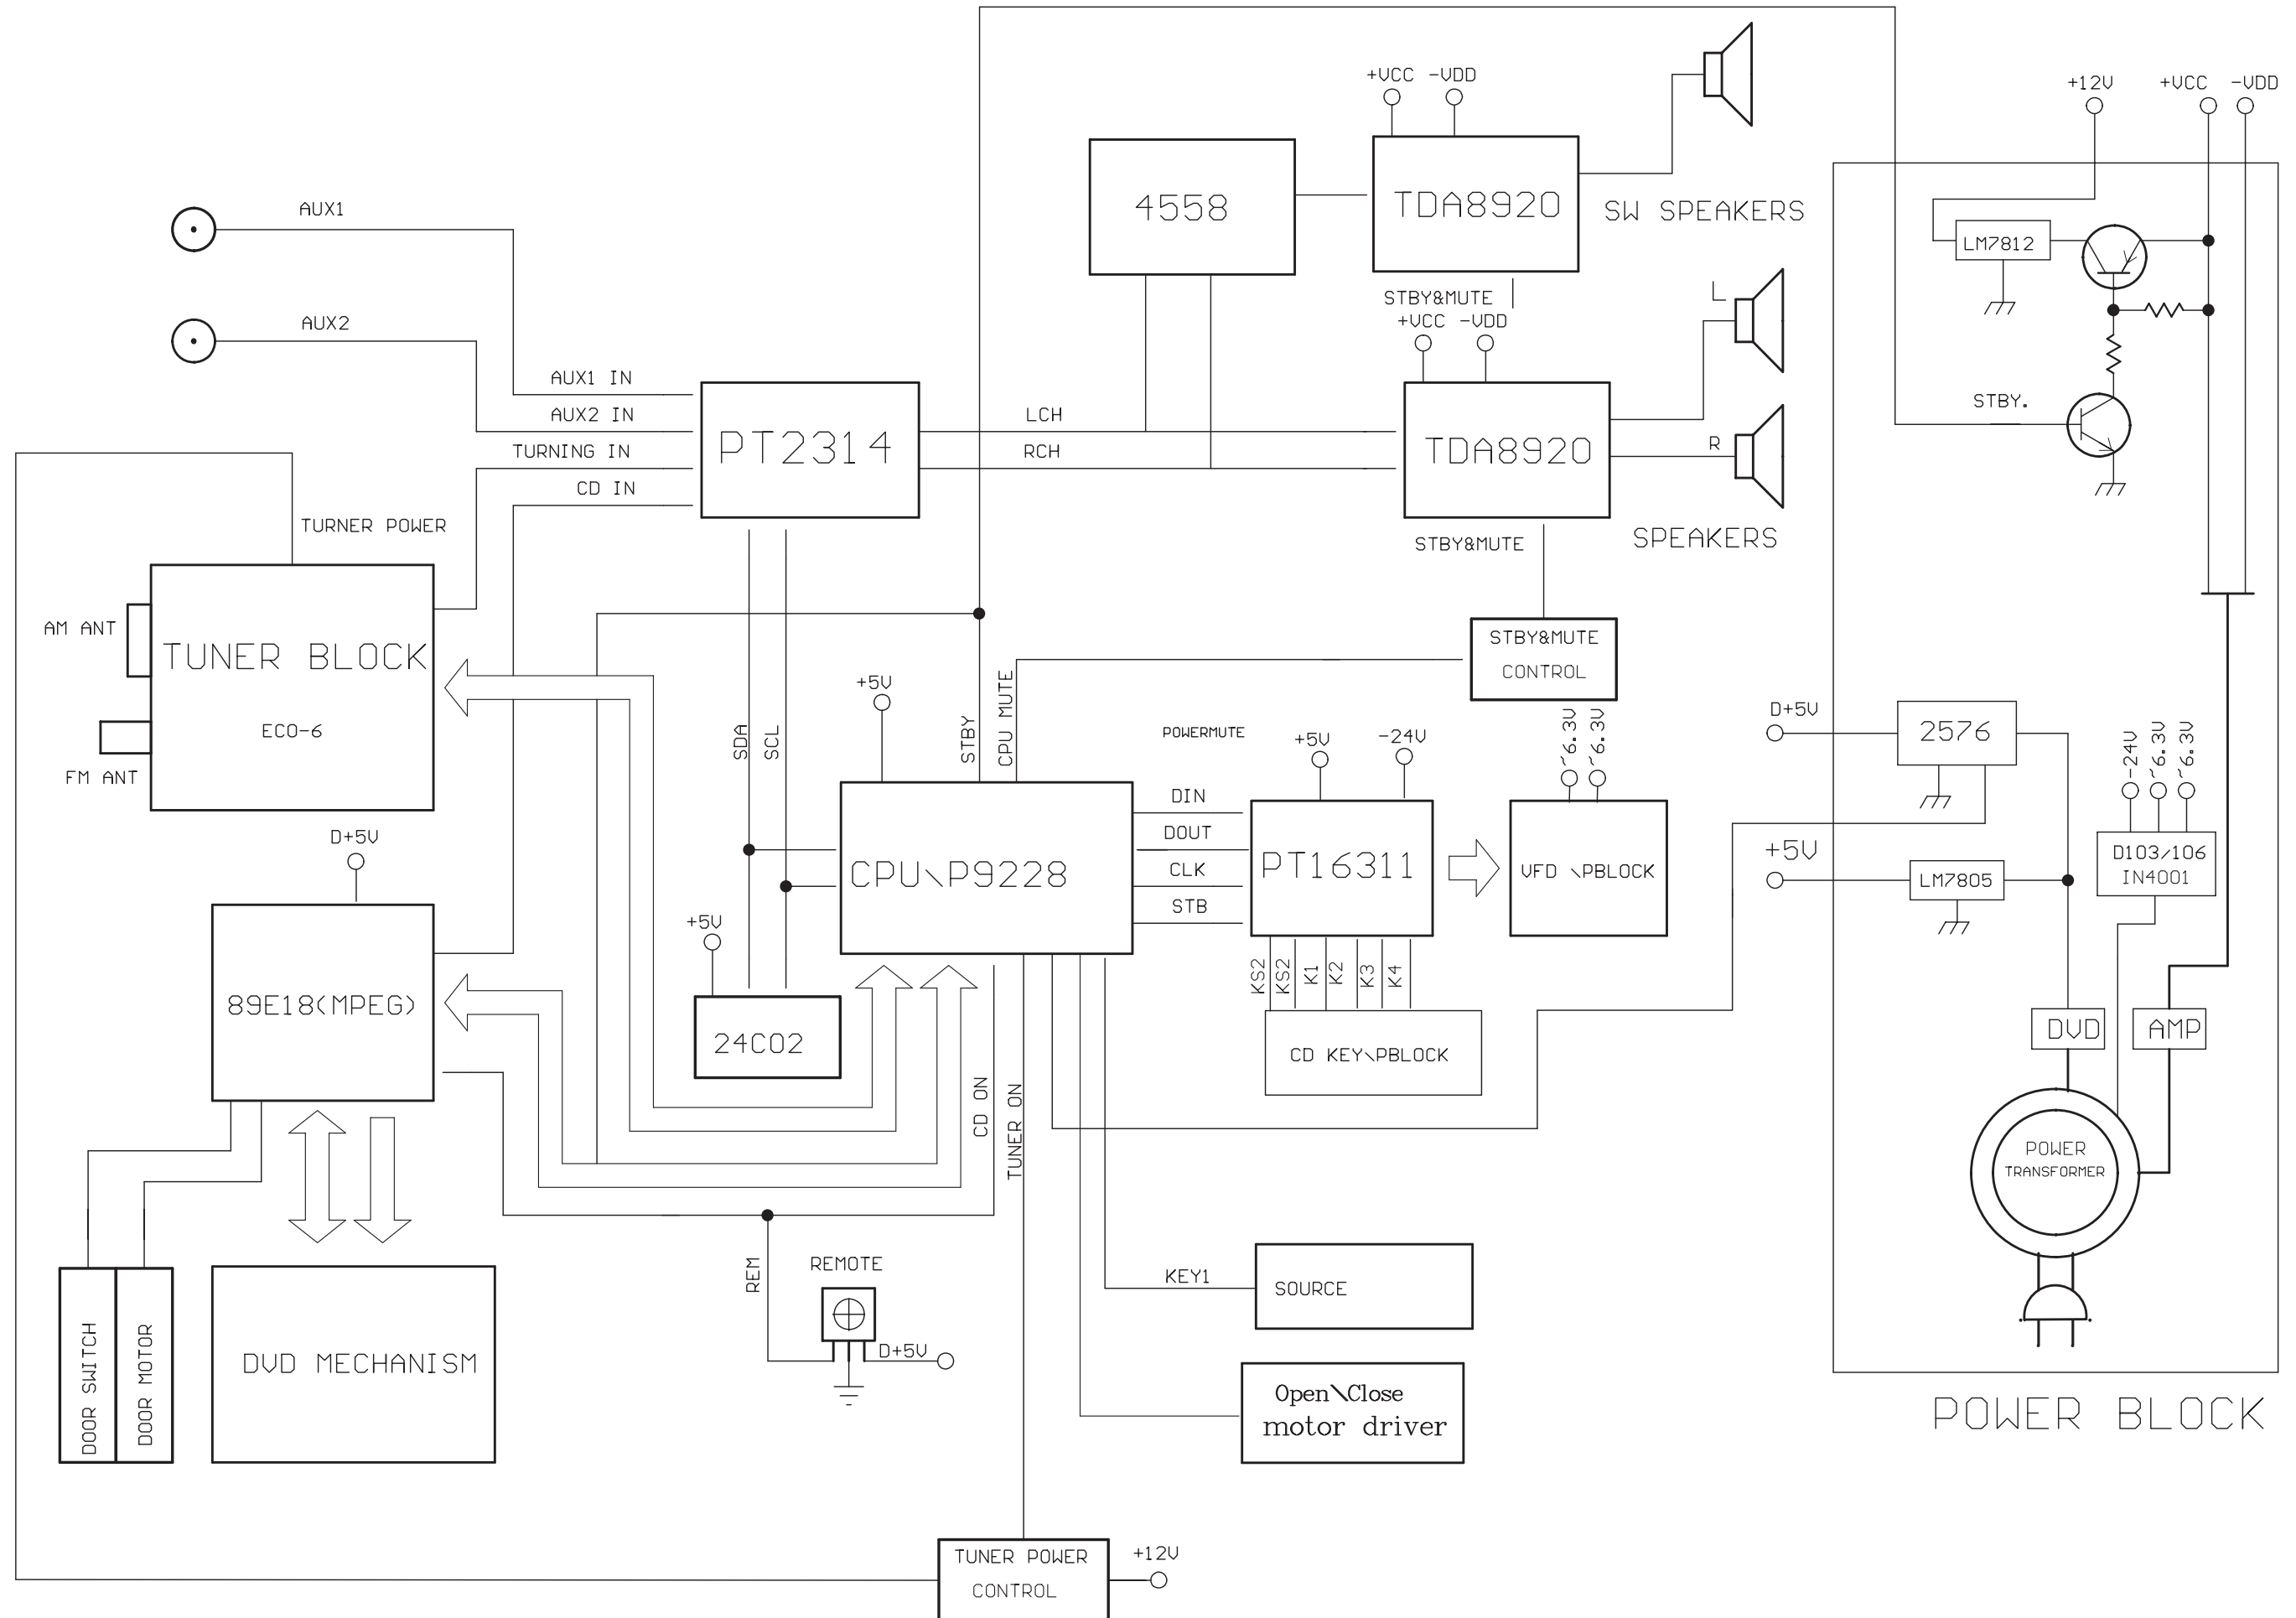 +VCC -VDD
+12V
+VCC -VDD
4558
TDA8920
SW SPEAKERS
AUX1
LM7812
STBY&MUTE
+VCC -VDD
L
AUX2
AUX1 IN
AUX2 IN
TURNING IN
CD IN
PT2314
LCH
RCH
TDA8920
R
STBY.
SPEAKERS
STBY&MUTE
TURNER POWER
AM ANT
TUNER BLOCK
ECO-6
FM ANT
STBY&MUTE
CONTROL
+5V
SDA
SCL
STBY
CPU MUTE
POWERMUTE
+5V
-24V
~6.3V
~6.3V
D+5V
2576
-24V
~6.3V
~6.3V
D+5V
DIN
DOUT
CLK
STB
CPU\P9228
PT16311
VFD \PBLOCK
+5V
LM7805
D103/106
IN4001
+5V
KS2
KS2
K1
K2
K3
K4
89E18(MPEG)
24C02
CD KEY\PBLOCK
DVD
AMP
CD ON
TUNER ON
POWER
TRANSFORMER
REM
REMOTE
D+5V
KEY1
SOURCE
DOOR SWITCH
DOOR MOTOR
DVD MECHANISM
Open\Close
motor driver
POWER BLOCK
TUNER POWER
CONTROL
+12V